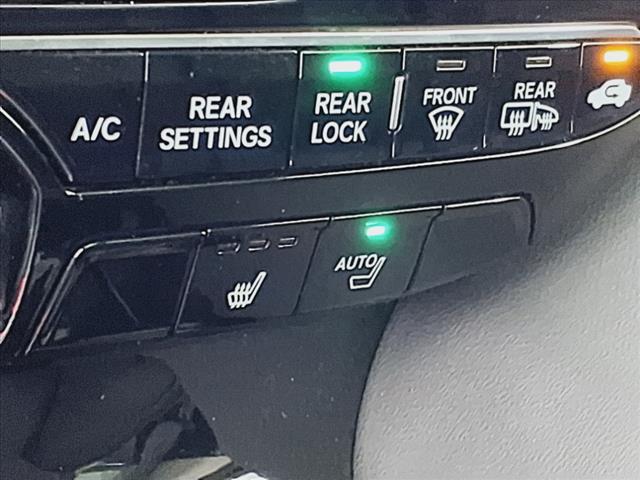 A/C
REAR
SETTINGS
REAR
LOCK
FRONT
REAR
AUTO